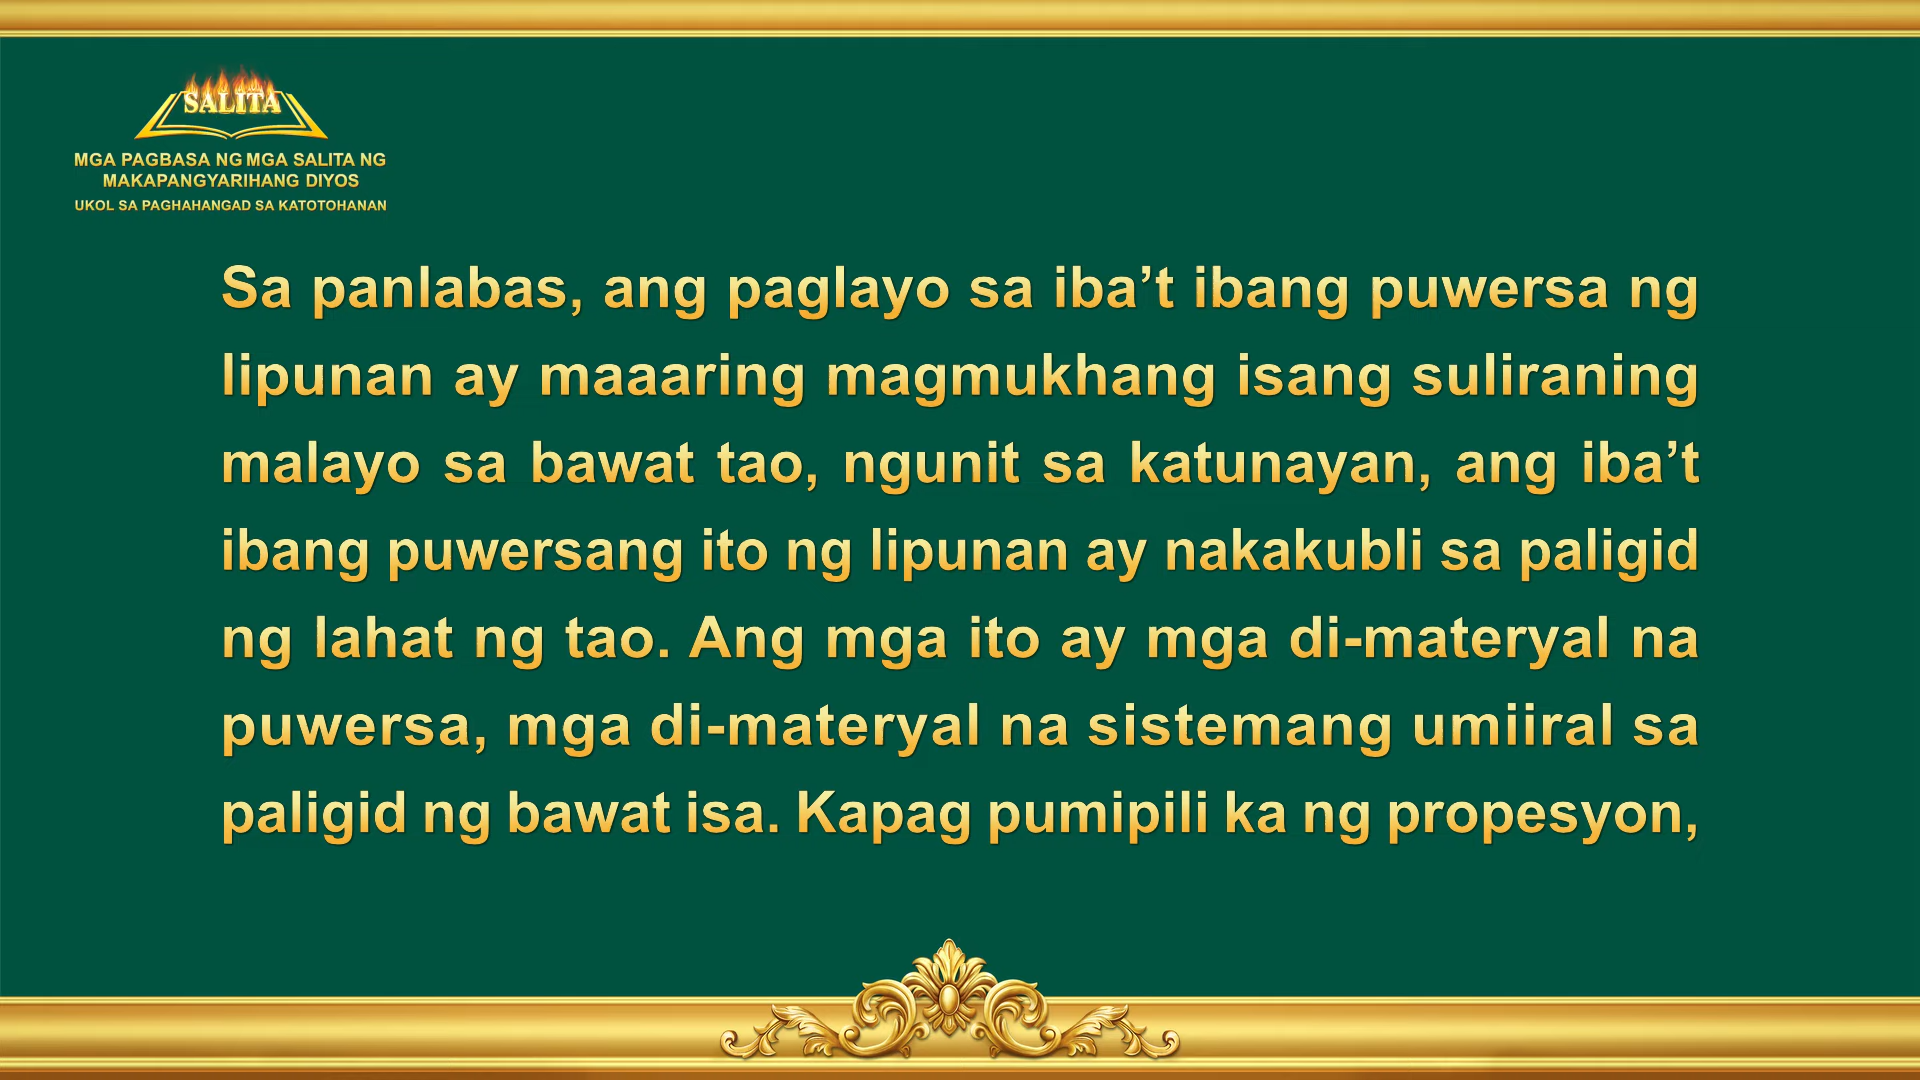 SALITA
MGA PAGBASA NG MGA SALITA NG
MAKAPANGYARIHANG DIYOS
UKOL SA PAGHAHANGAD SA KATOTOHANAN
Sa panlabas, ang paglayo sa iba’t ibang puwersa ng
lipunan ay maaaring magmukhang isang suliraning
malayo sa bawat tao, ngunit sa katunayan, ang iba’t
ibang puwersang ito ng lipunan ay nakakubli sa paligid
ng lahat ng tao. Ang mga ito ay mga di-materyal na
puwersa, mga di-materyal na sistemang umiiral sa
paligid ng bawat isa. Kapag pumipili ka ng propesyon,